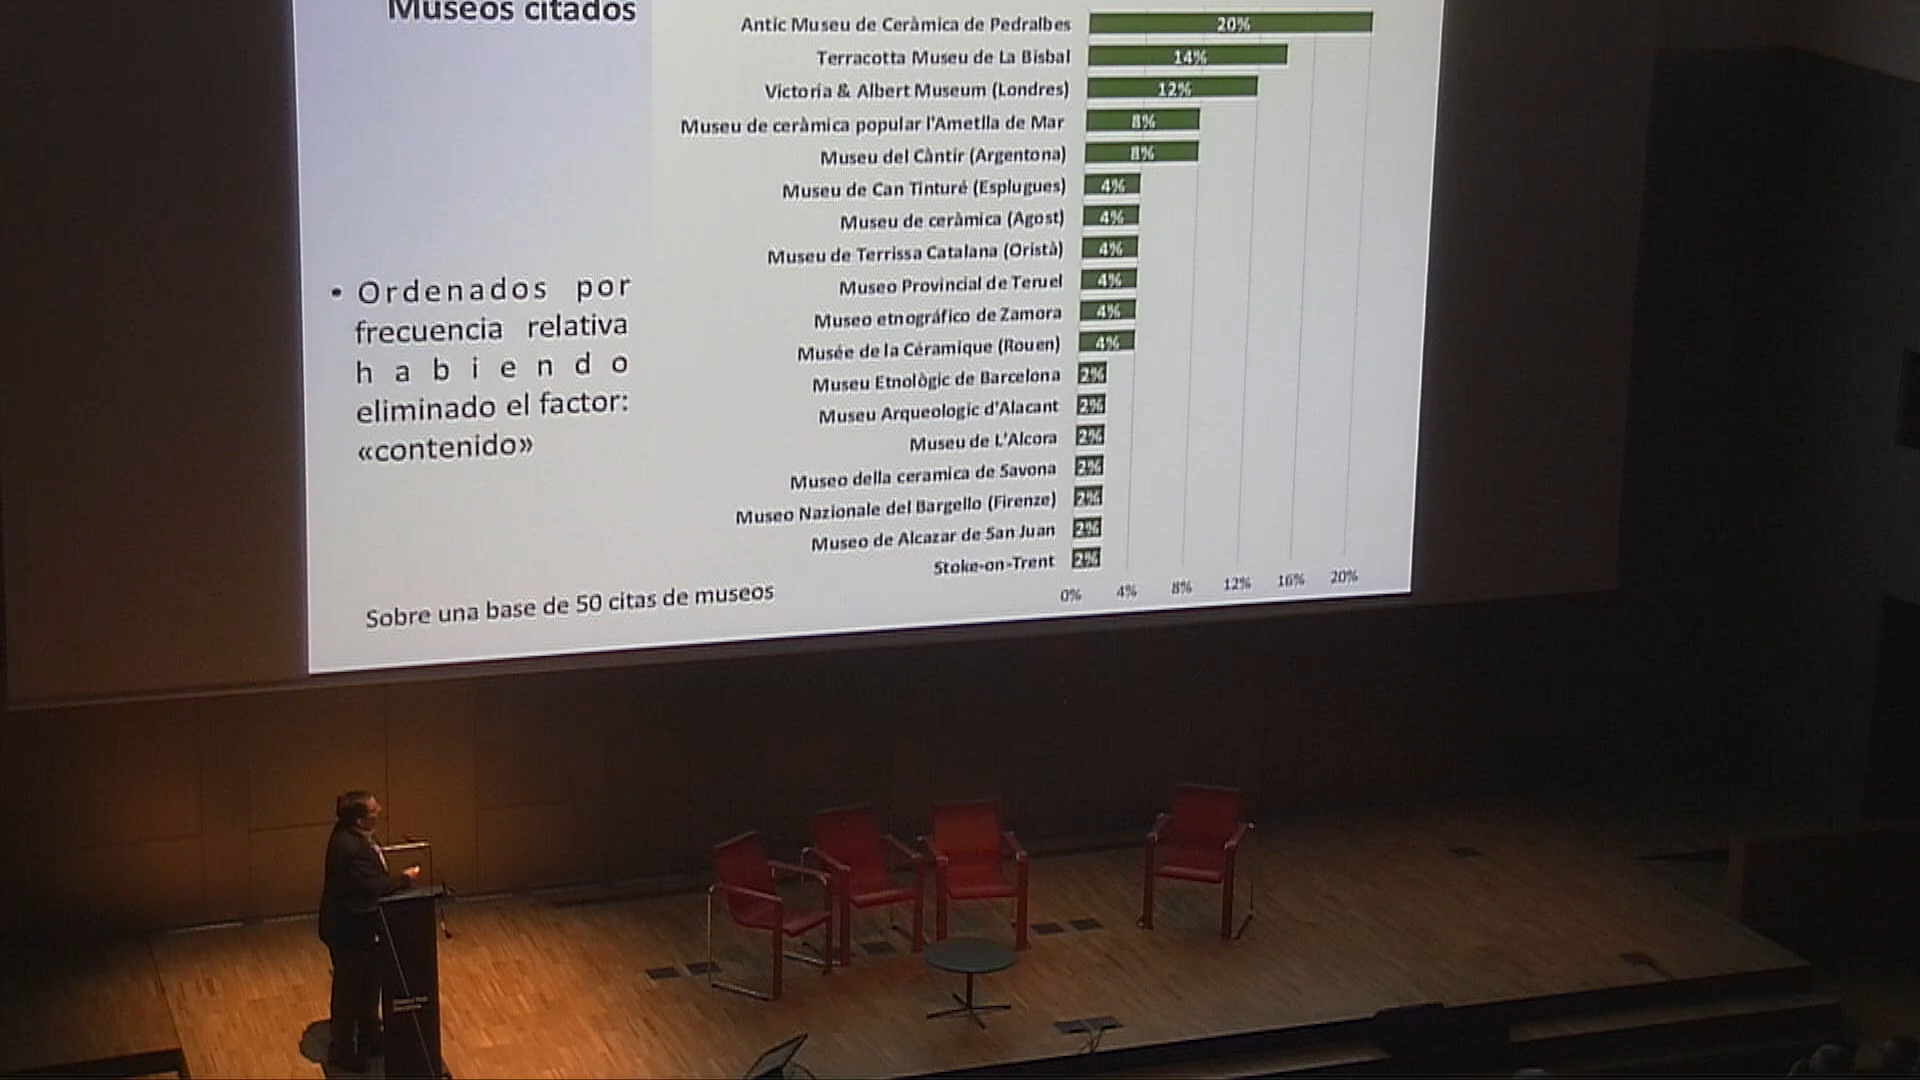 Museos citados
• Ordenados por
frecuencia relativa
habiendo
eliminado el factor:
«contenido»
Sobre una base de 50 citas de museos
Antic Museu de Ceràmica de Pedralbes 20%
Terracotta Museu de La Bisbal 14%
Victoria & Albert Museum (Londres) 12%
Museu de ceràmica popular l'Ametlla de Mar 8%
Museu del Càntir (Argentona) 8%
Museu de Can Tinturé (Esplugues) 4%
Museu de ceràmica (Agost) 4%
Museu de Terrissa Catalana (Oristà) 4%
Museo Provincial de Teruel 4%
Museo etnográfico de Zamora 4%
Musée de la Céramique (Rouen) 4%
Museu Etnològic de Barcelona 2%
Museu Arqueologic d'Alacant 2%
Museu de L'Alcora 2%
Museo della ceramica de Savona 2%
Museo Nazionale del Bargello (Firenze) 2%
Museo de Alcazar de San Juan 2%
Stoke-on-Trent 2%
0% 4% 8% 12% 16% 20%